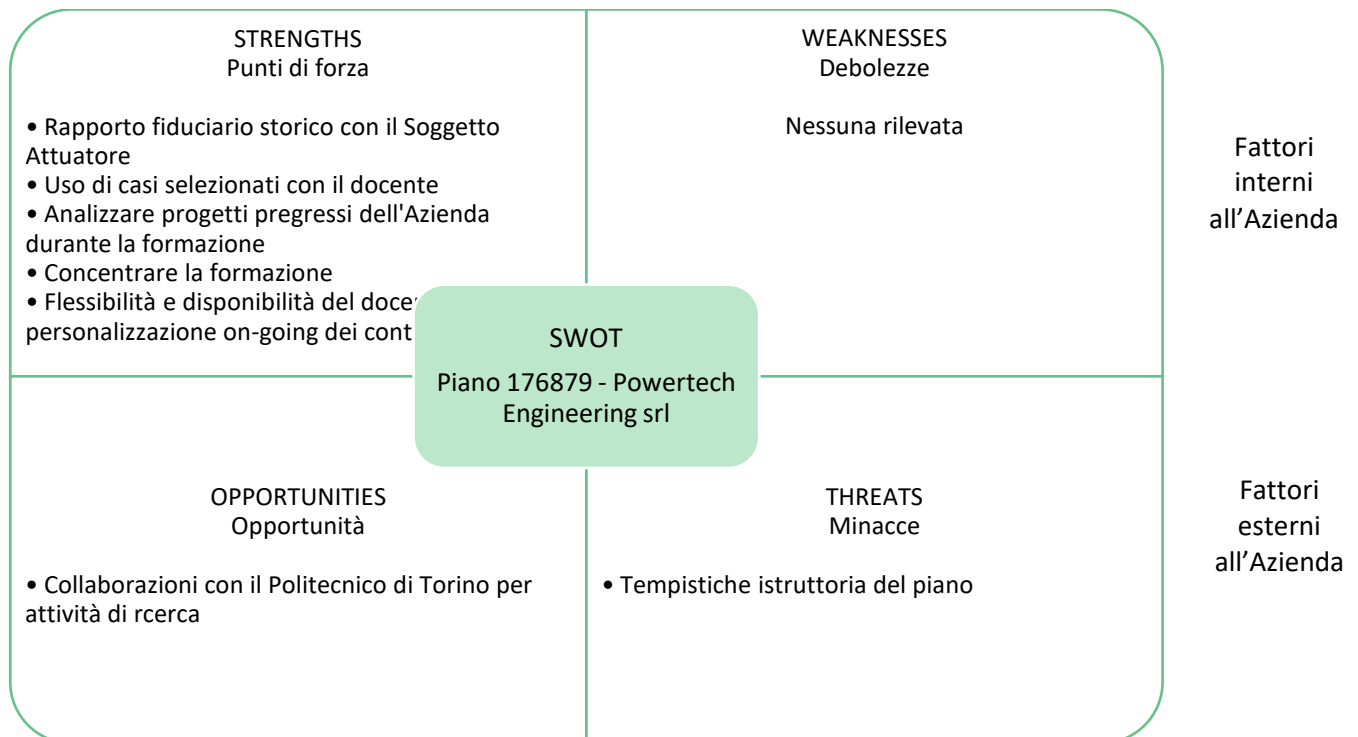 STRENGTHS
Punti di forza
• Rapporto fiduciario storico con il Soggetto
Attuatore
• Uso di casi selezionati con il docente
• Analizzare progetti pregressi dell'Azienda
durante la formazione
• Concentrare la formazione
• Flessibilità e disponibilità del
personalizzazione on-going dei
WEAKNESSES
Debolezze
Nessuna rilevata
Fattori
interni
all’Azienda
SWOT
Piano 176879 - Powertech
Engineering srl
OPPORTUNITIES
Opportunità
• Collaborazioni con il Politecnico di Torino per
attività di rcerca
THREATS
Minacce
• Tempistiche istruttoria del piano
Fattori
esterni
all’Azienda